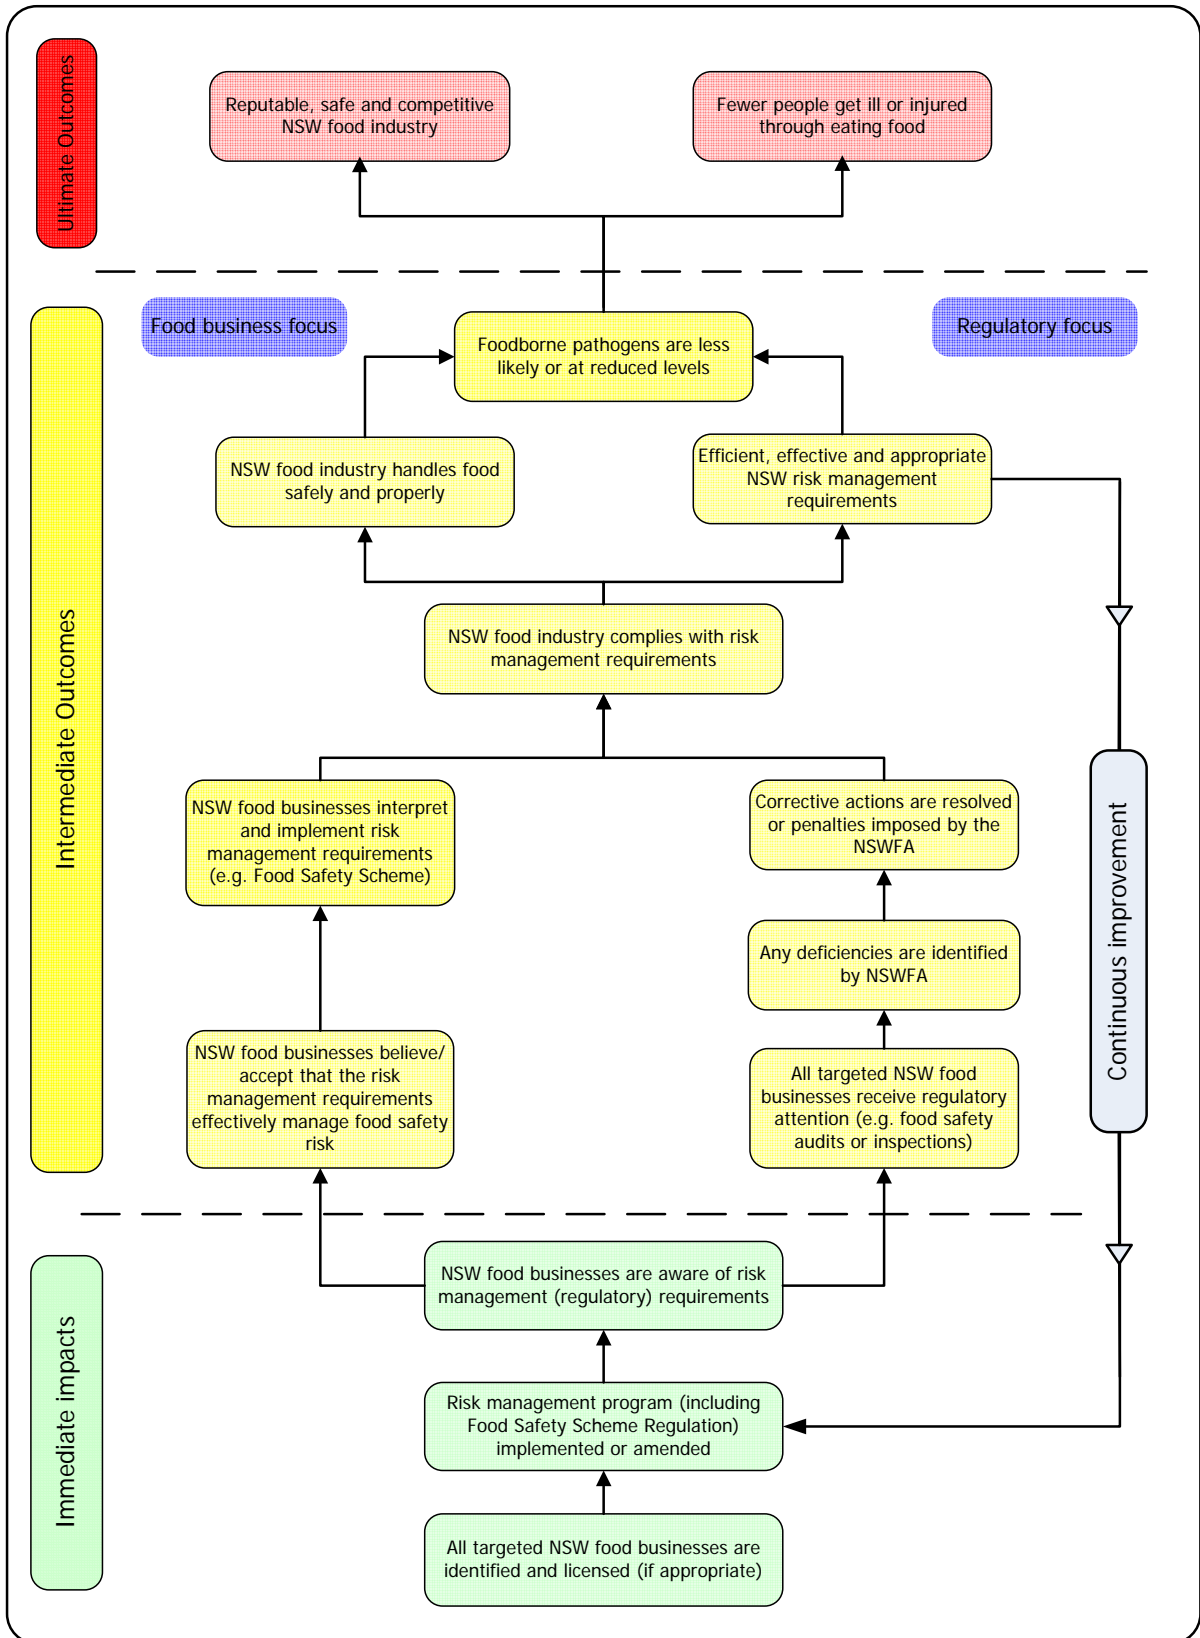 Ultimate Outcomes
Reputable, safe and competitive
NSW food industry
Fewer people get ill or injured
through eating food
Food business focus
Regulatory focus
Intermediate Outcomes
Foodborne pathogens are less
likely or at reduced levels
NSW food industry handles food
safely and properly
Efficient, effective and appropriate
NSW risk management
requirements
NSW food industry complies with risk
management requirements
NSW food businesses interpret
and implement risk
management requirements
(e.g. Food Safety Scheme)
Corrective actions are resolved
or penalties imposed by the
NSWFA
Any deficiencies are identified
by NSWFA
Continuous improvement
NSW food businesses believe/
accept that the risk
management requirements
effectively manage food safety
risk
All targeted NSW food
businesses receive regulatory
attention (e.g. food safety
audits or inspections)
Immediate impacts
NSW food businesses are aware of risk
management (regulatory) requirements
Risk management program (including
Food Safety Scheme Regulation)
implemented or amended
All targeted NSW food businesses are
identified and licensed (if appropriate)